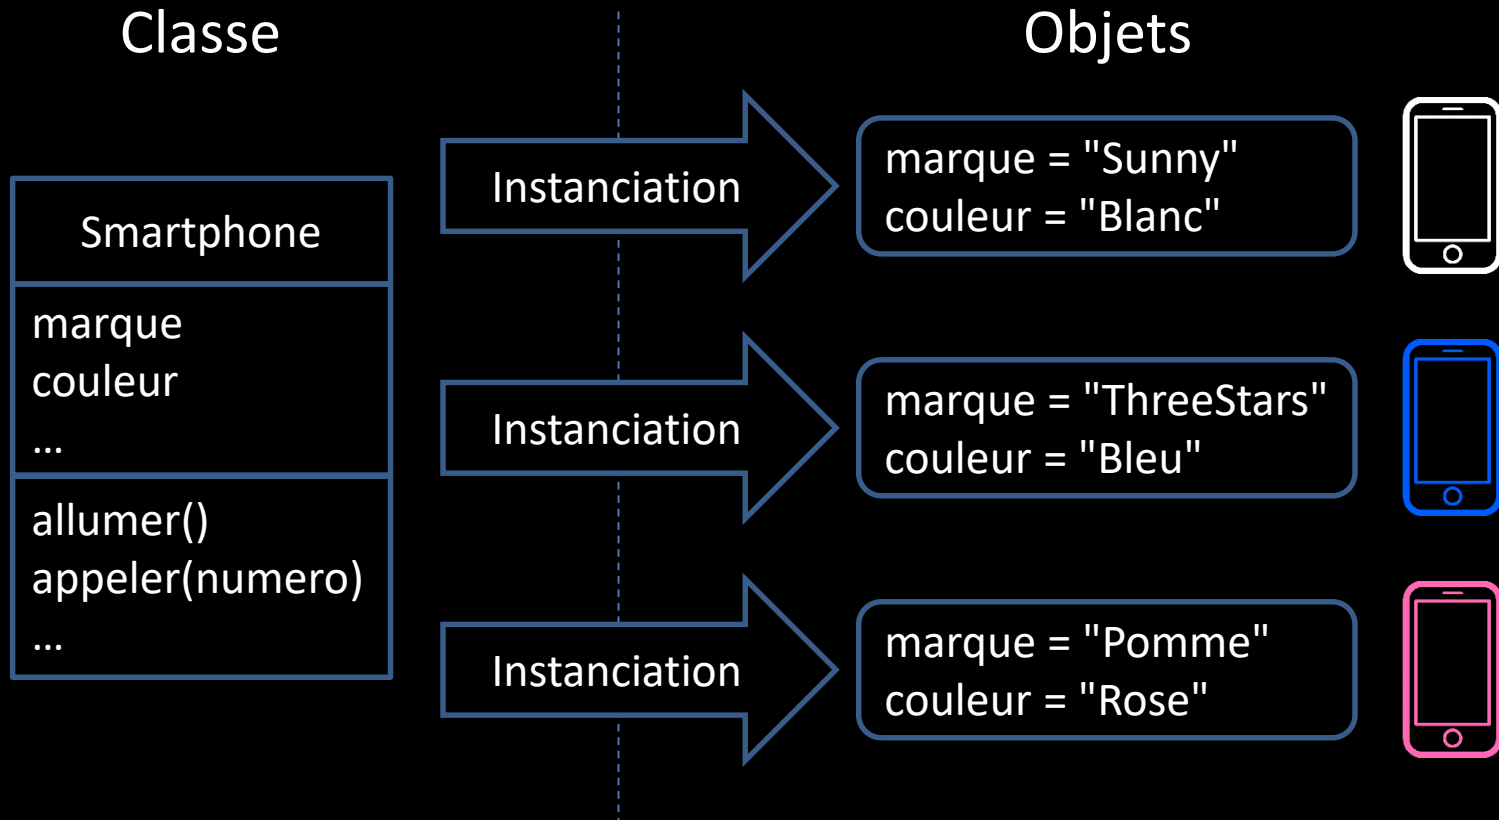 Classe
Smartphone
marque
couleur
...
allumer()
appeler(numero)
...
Objets
Instanciation
marque = "Sunny"
couleur = "Blanc"
Instanciation
marque = "ThreeStars"
couleur = "Bleu"
Instanciation
marque = "Pomme"
couleur = "Rose"